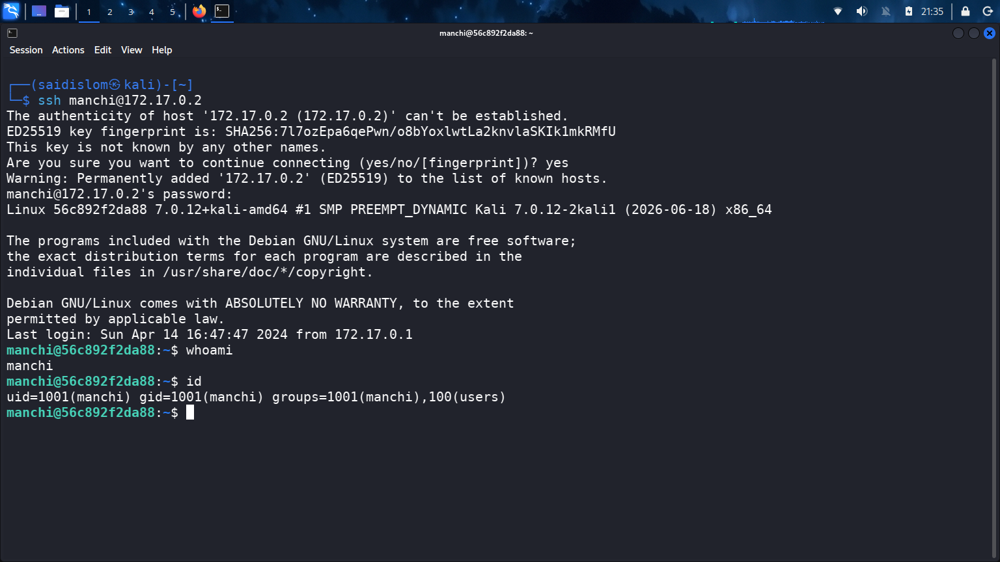 1 2 3 4 5 21:35
manchi@56c892f2da88: ~
Session Actions Edit View Help
┌──(saidislom㉿kali)-[~]
└─$ ssh manchi@172.17.0.2
The authenticity of host '172.17.0.2 (172.17.0.2)' can't be established.
ED25519 key fingerprint is: SHA256:7l7ozEpa6qePwn/o8bYoxlwtLa2knvlaSKIk1mkRMfU
This key is not known by any other names.
Are you sure you want to continue connecting (yes/no/[fingerprint])? yes
Warning: Permanently added '172.17.0.2' (ED25519) to the list of known hosts.
manchi@172.17.0.2's password:
Linux 56c892f2da88 7.0.12+kali-amd64 #1 SMP PREEMPT_DYNAMIC Kali 7.0.12-2kali1 (2026-06-18) x86_64
The programs included with the Debian GNU/Linux system are free software;
the exact distribution terms for each program are described in the
individual files in /usr/share/doc/*/copyright.
Debian GNU/Linux comes with ABSOLUTELY NO WARRANTY, to the extent
permitted by applicable law.
Last login: Sun Apr 14 16:47:47 2024 from 172.17.0.1
manchi@56c892f2da88:~$ whoami
manchi
manchi@56c892f2da88:~$ id
uid=1001(manchi) gid=1001(manchi) groups=1001(manchi),100(users)
manchi@56c892f2da88:~$